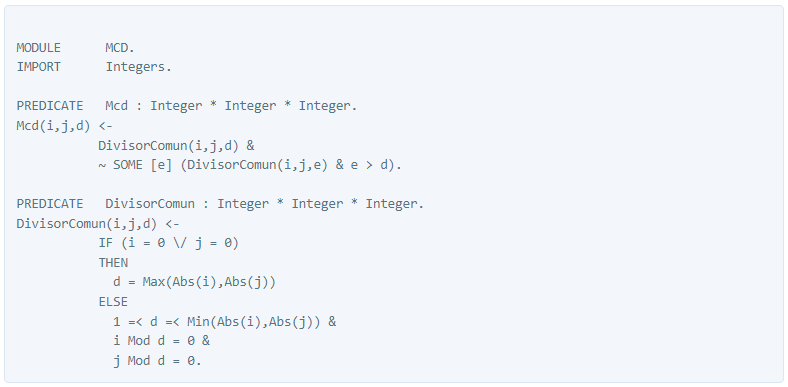 MODULE      MCD.
IMPORT      Integers.
PREDICATE   Mcd : Integer * Integer * Integer.
Mcd(i,j,d) <-
           DivisorComun(i,j,d) &
           ~ SOME [e] (DivisorComun(i,j,e) & e > d).
PREDICATE   DivisorComun : Integer * Integer * Integer.
DivisorComun(i,j,d) <-
           IF (i = 0 \/ j = 0)
           THEN
             d = Max(Abs(i),Abs(j))
           ELSE
             1 =< d =< Min(Abs(i),Abs(j)) &
             i Mod d = 0 &
             j Mod d = 0.